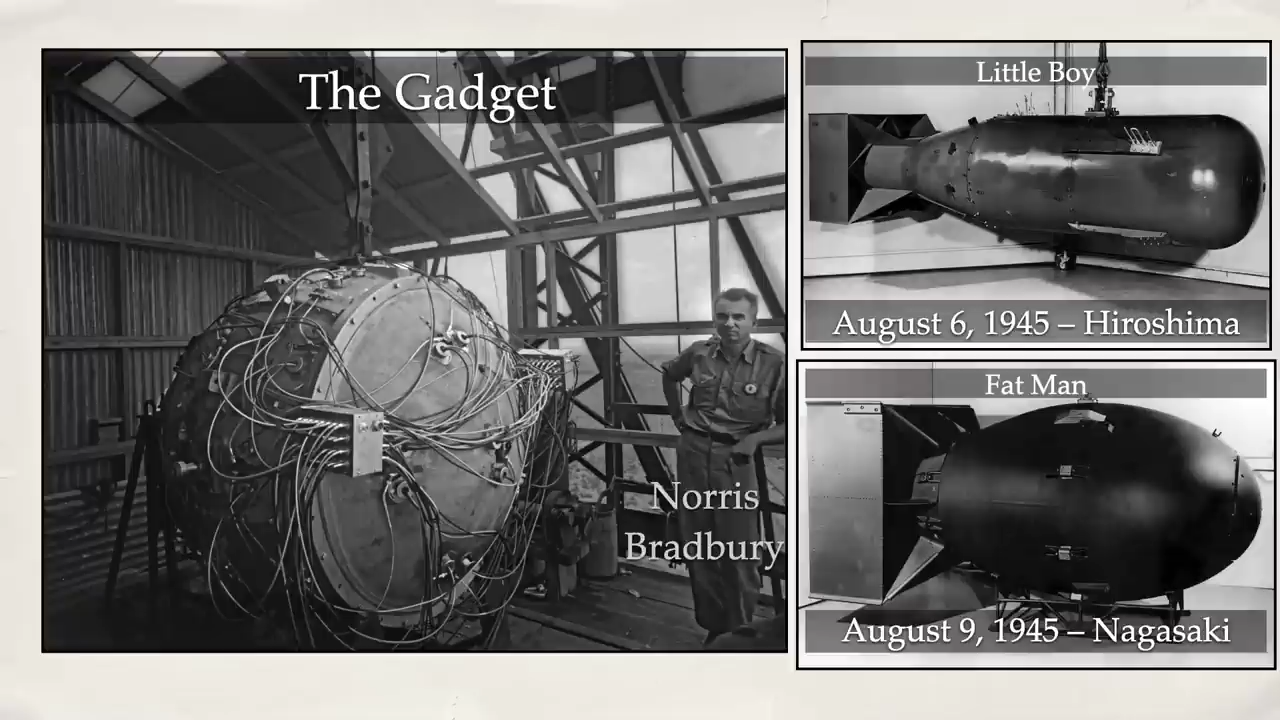 The Gadget
Norris
Bradbury
Little Boy
August 6, 1945 – Hiroshima
Fat Man
August 9, 1945 – Nagasaki